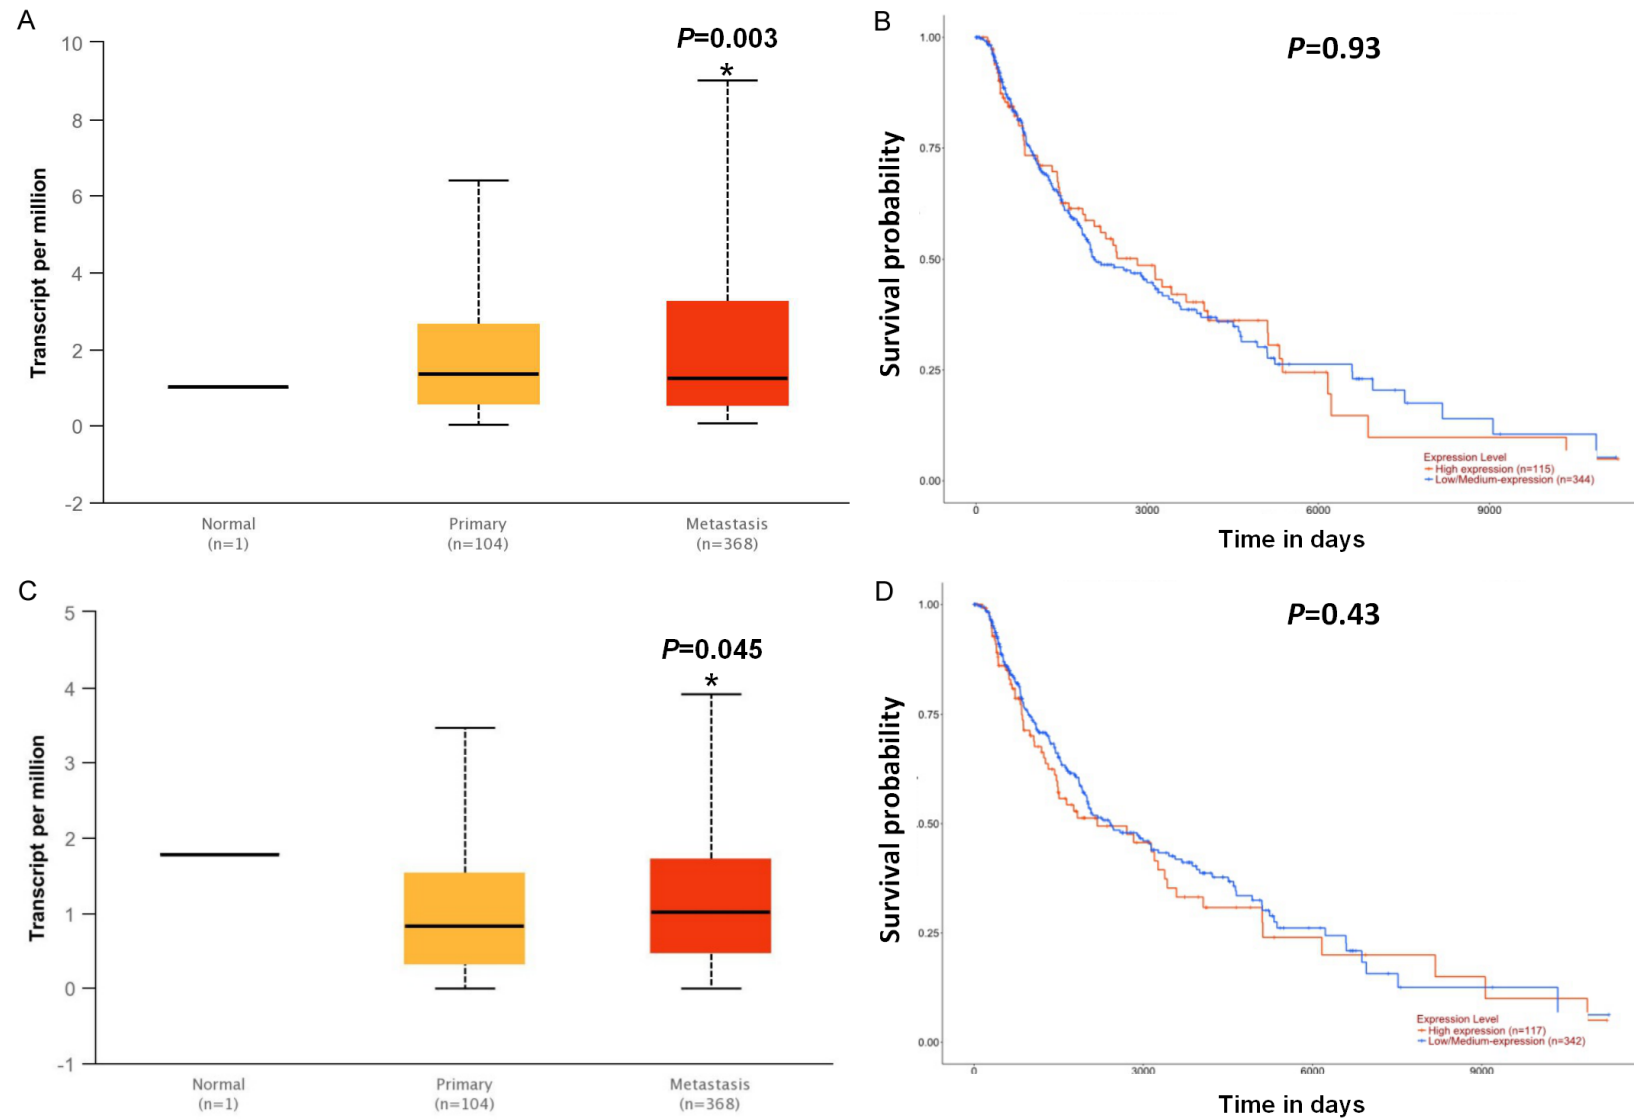 A
P=0.003
*
Transcript per million
10
8
6
4
2
0
-2
Normal
(n=1)
Primary
(n=104)
Metastasis
(n=368)
B
P=0.93
Survival probability
1.00
0.75
0.50
0.25
0.00
Expression Level
High expression (n=115)
Low/Medium-expression (n=344)
0
3000
6000
9000
Time in days
C
P=0.045
*
Transcript per million
5
4
3
2
1
0
-1
Normal
(n=1)
Primary
(n=104)
Metastasis
(n=368)
D
P=0.43
Survival probability
1.00
0.75
0.50
0.25
0.00
Expression Level
High expression (n=117)
Low/Medium-expression (n=342)
0
3000
6000
9000
Time in days